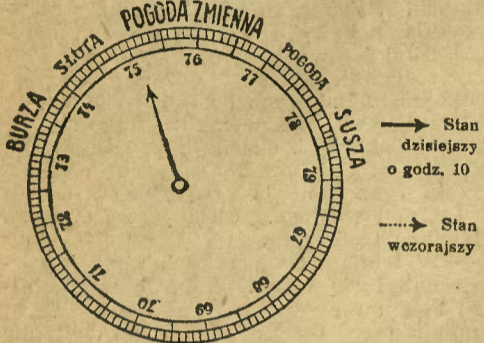 POGODA ZMIENNA
SŁOTA
POGODA
BURZA
SUSZA
75
76
77
74
78
73
79
72
67
71
68
70
69
Stan
dzisiejszy
o godz. 10
Stan
wczorajszy